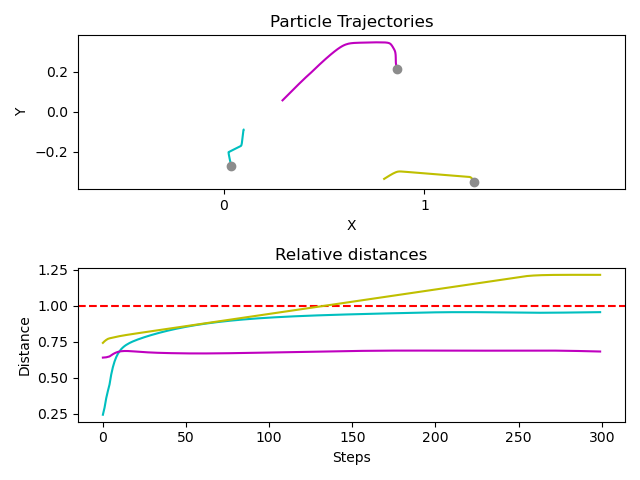 Particle Trajectories
Y
0.2
0.0
−0.2
0 1
X
Relative distances
Distance
1.25
1.00
0.75
0.50
0.25
0 50 100 150 200 250 300
Steps